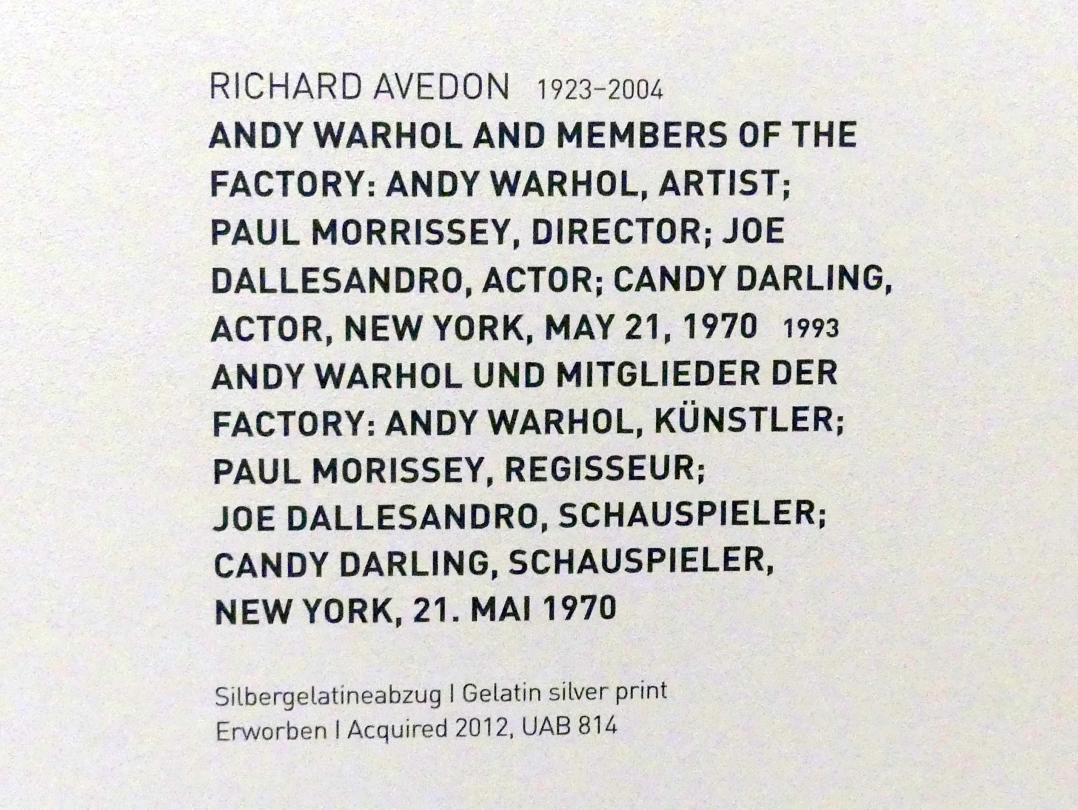 RICHARD AVEDON 1923–2004
ANDY WARHOL AND MEMBERS OF THE
FACTORY: ANDY WARHOL, ARTIST;
PAUL MORRISSEY, DIRECTOR; JOE
DALLESANDRO, ACTOR; CANDY DARLING,
ACTOR, NEW YORK, MAY 21, 1970 1993
ANDY WARHOL UND MITGLIEDER DER
FACTORY: ANDY WARHOL, KÜNSTLER;
PAUL MORISSEY, REGISSEUR;
JOE DALLESANDRO, SCHAUSPIELER;
CANDY DARLING, SCHAUSPIELER,
NEW YORK, 21. MAI 1970
Silbergelatineabzug | Gelatin silver print
Erworben | Acquired 2012, UAB 814